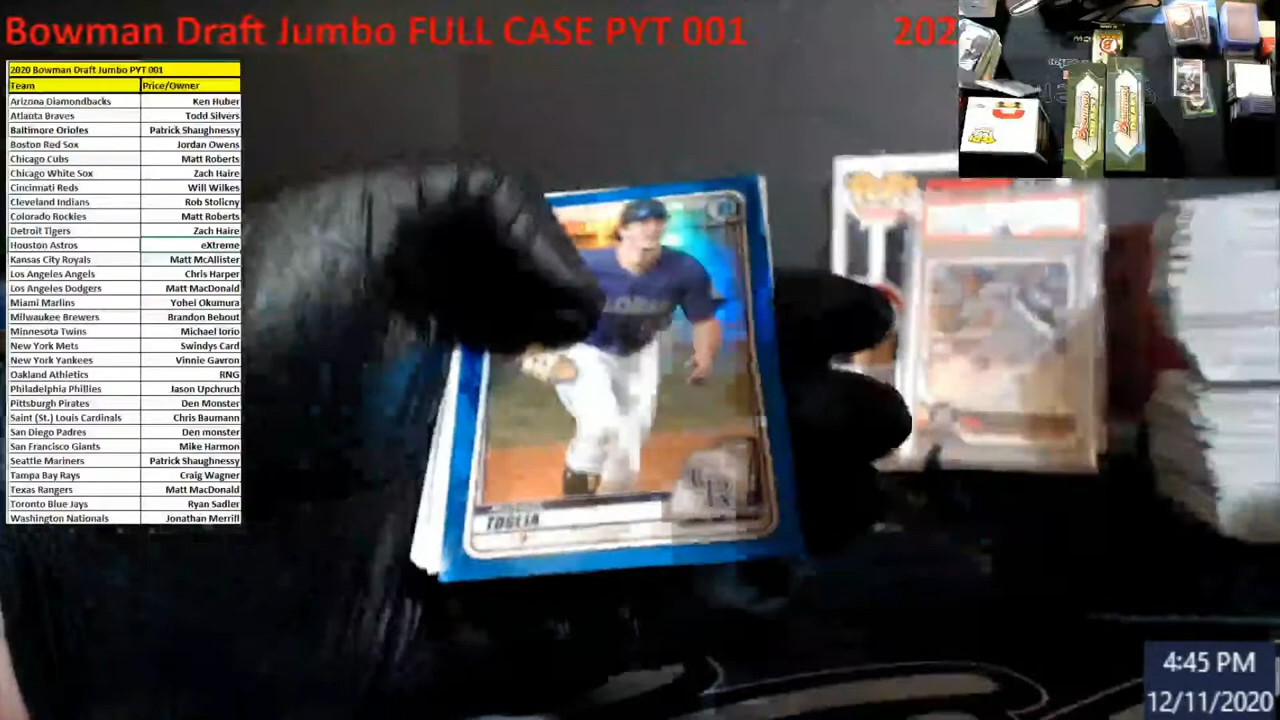 Bowman Draft Jumbo FULL CASE PYT 001 202
2020 Bowman Draft Jumbo PYT 001
Team Price/Owner
Arizona Diamondbacks Ken Huber
Atlanta Braves Todd Silvers
Baltimore Orioles Patrick Shaughnessy
Boston Red Sox Jordan Owens
Chicago Cubs Matt Roberts
Chicago White Sox Zach Haire
Cincinnati Reds Will Wilkes
Cleveland Indians Rob Stolicny
Colorado Rockies Matt Roberts
Detroit Tigers Zach Haire
Houston Astros eXtreme
Kansas City Royals Matt McAllister
Los Angeles Angels Chris Harper
Los Angeles Dodgers Matt MacDonald
Miami Marlins Yohei Okumura
Milwaukee Brewers Brandon Bebout
Minnesota Twins Michael Iorio
New York Mets Swindys Card
New York Yankees Vinnie Gavron
Oakland Athletics RNG
Philadelphia Phillies Jason Upchruch
Pittsburgh Pirates Den Monster
Saint (St.) Louis Cardinals Chris Baumann
San Diego Padres Den monster
San Francisco Giants Mike Harmon
Seattle Mariners Patrick Shaughnessy
Tampa Bay Rays Craig Wagner
Texas Rangers Matt MacDonald
Toronto Blue Jays Ryan Sadler
Washington Nationals Jonathan Merrill
TOGLIA
4:45 PM
12/11/2020